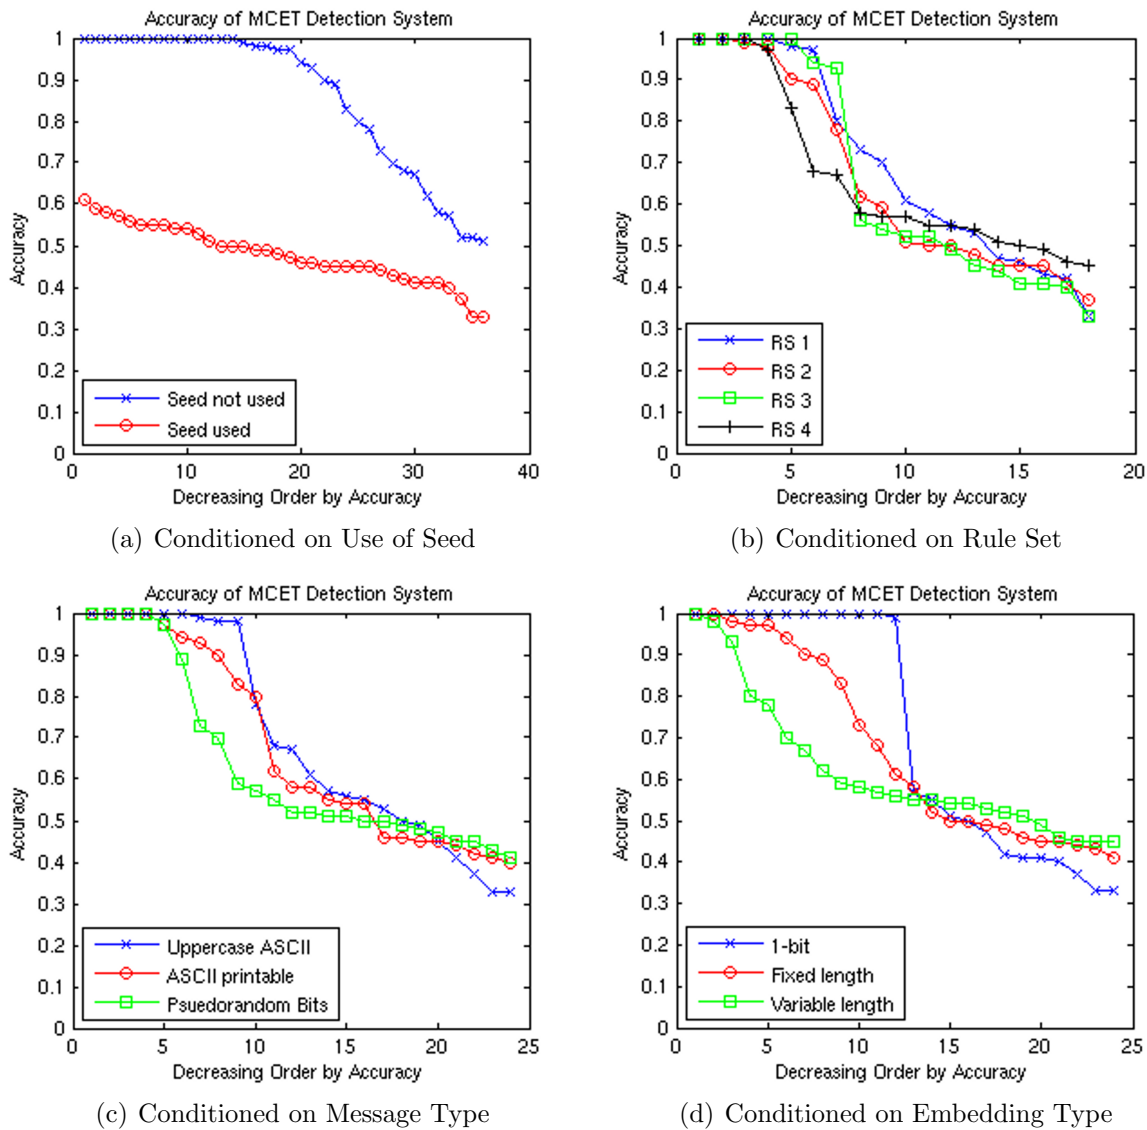 Accuracy of MCET Detection System
1
0.9
0.8
0.7
0.6
0.5
0.4
0.3
0.2
0.1
0
Accuracy
Seed not used
Seed used
0 10 20 30 40
Decreasing Order by Accuracy
(a) Conditioned on Use of Seed
Accuracy of MCET Detection System
1
0.9
0.8
0.7
0.6
0.5
0.4
0.3
0.2
0.1
0
Accuracy
RS 1
RS 2
RS 3
RS 4
0 5 10 15 20
Decreasing Order by Accuracy
(b) Conditioned on Rule Set
Accuracy of MCET Detection System
1
0.9
0.8
0.7
0.6
0.5
0.4
0.3
0.2
0.1
0
Accuracy
Uppercase ASCII
ASCII printable
Psuedorandom Bits
0 5 10 15 20 25
Decreasing Order by Accuracy
(c) Conditioned on Message Type
Accuracy of MCET Detection System
1
0.9
0.8
0.7
0.6
0.5
0.4
0.3
0.2
0.1
0
Accuracy
1-bit
Fixed length
Variable length
0 5 10 15 20 25
Decreasing Order by Accuracy
(d) Conditioned on Embedding Type